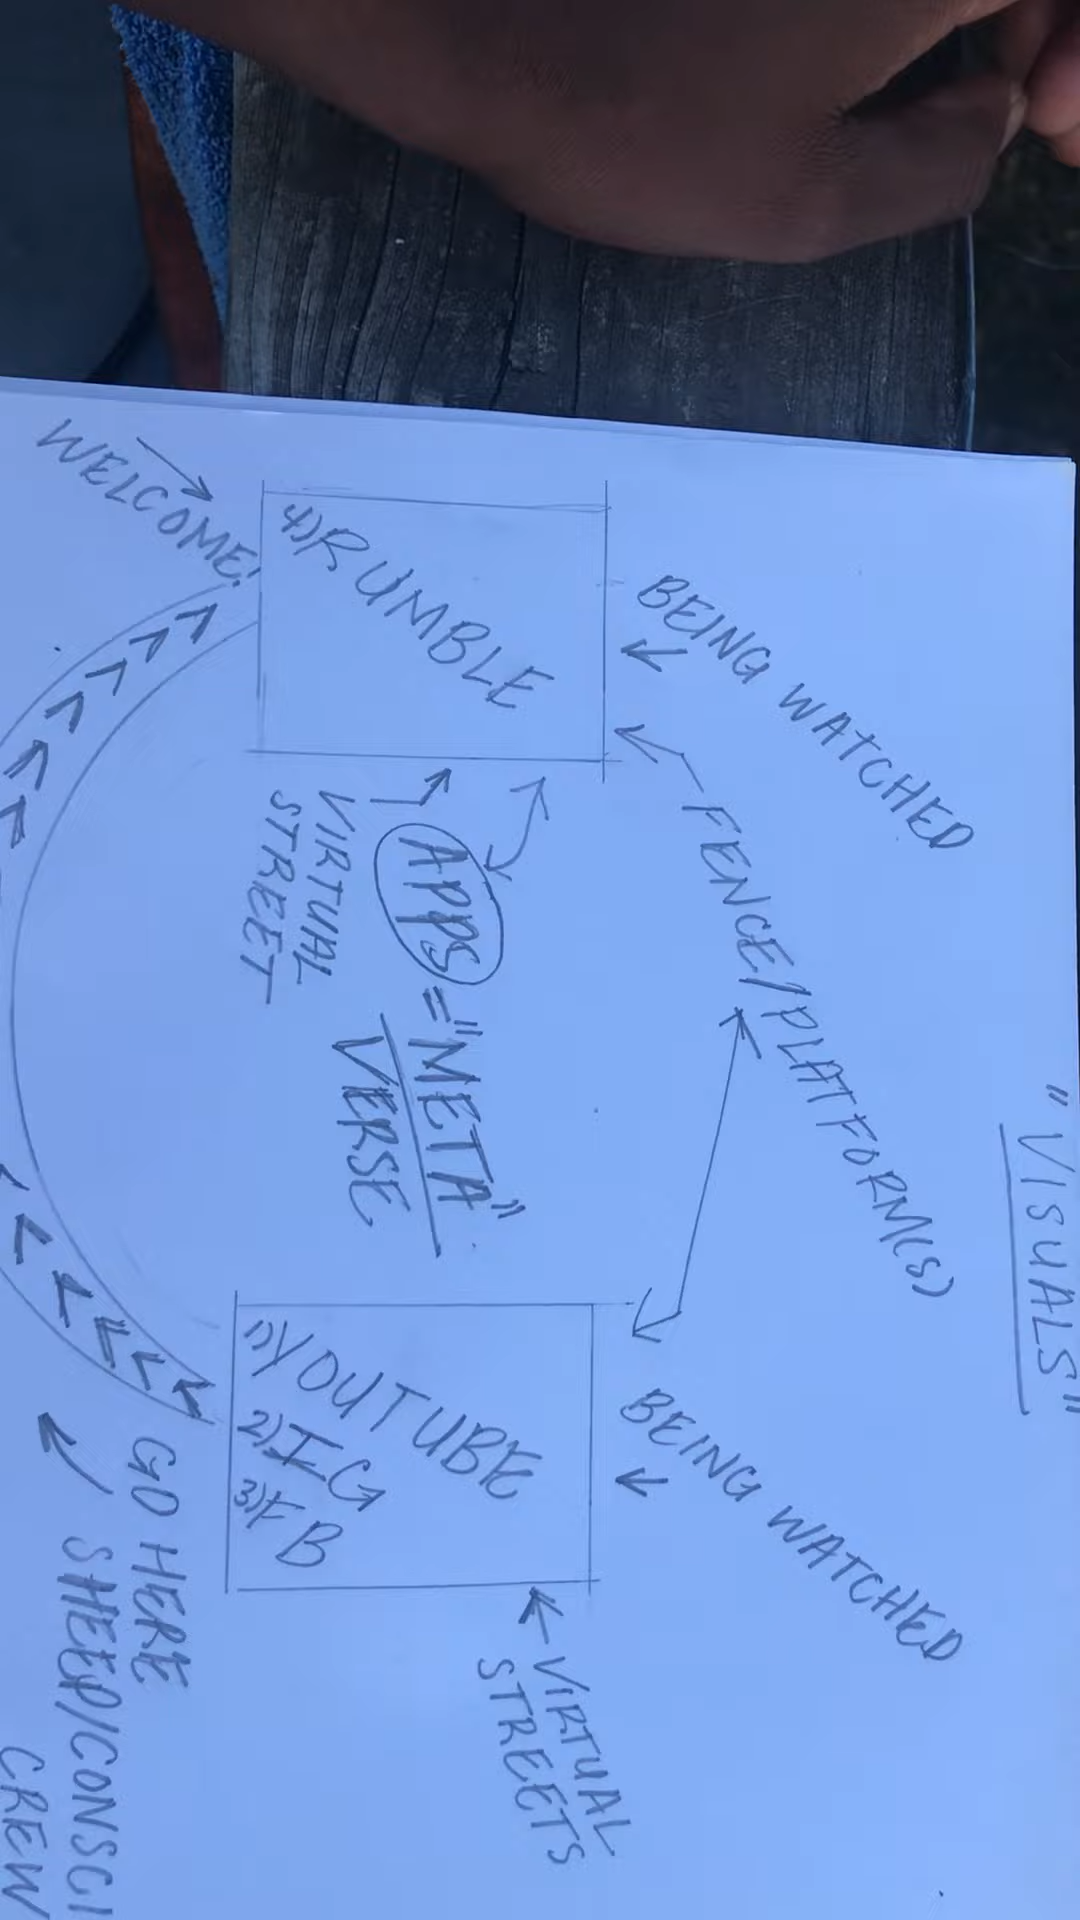 "VISUALS"
BEING WATCHED
FENCE/PLATFORM(S)
BEING WATCHED
4) RUMBLE
APPS = "META"
VERSE
VIRTUAL
STREET
1) YOUTUBE
2) IG
3) FB
VIRTUAL
STREETS
WELCOME!
GO HERE
SHEEP/CONSCI
CREW